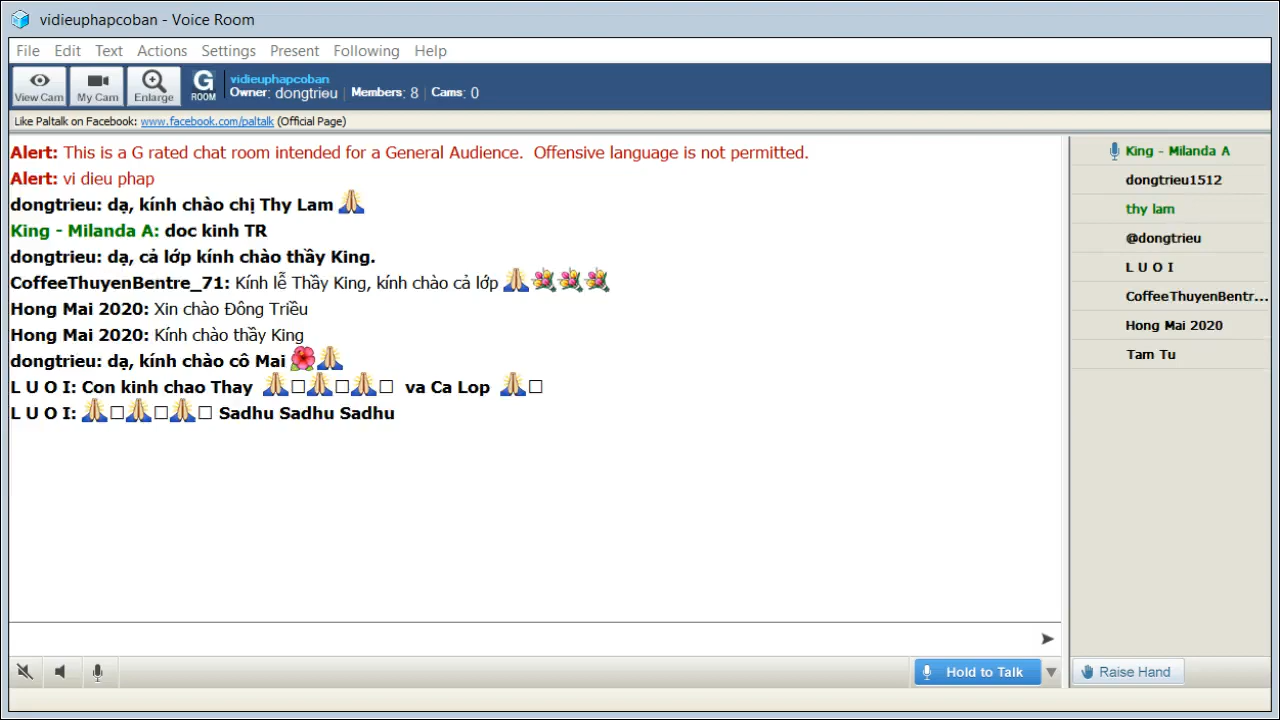 vidieuphapcoban - Voice Room
File Edit Text Actions Settings Present Following Help
View Cam My Cam Enlarge G ROOM
vidieuphapcoban
Owner: dongtrieu | Members: 8 | Cams: 0
Like Paltalk on Facebook: www.facebook.com/paltalk (Official Page)
Alert: This is a G rated chat room intended for a General Audience. Offensive language is not permitted.
Alert: vi dieu phap
dongtrieu: dạ, kính chào chị Thy Lam
King - Milanda A: doc kinh TR
dongtrieu: dạ, cả lớp kính chào thầy King.
CoffeeThuyenBentre_71: Kính lễ Thầy King, kính chào cả lớp
Hong Mai 2020: Xin chào Đông Triều
Hong Mai 2020: Kính chào thầy King
dongtrieu: dạ, kính chào cô Mai
L U O I: Con kinh chao Thay va Ca Lop
L U O I: Sadhu Sadhu Sadhu
King - Milanda A
dongtrieu1512
thy lam
@dongtrieu
L U O I
CoffeeThuyenBentr...
Hong Mai 2020
Tam Tu
Hold to Talk
Raise Hand